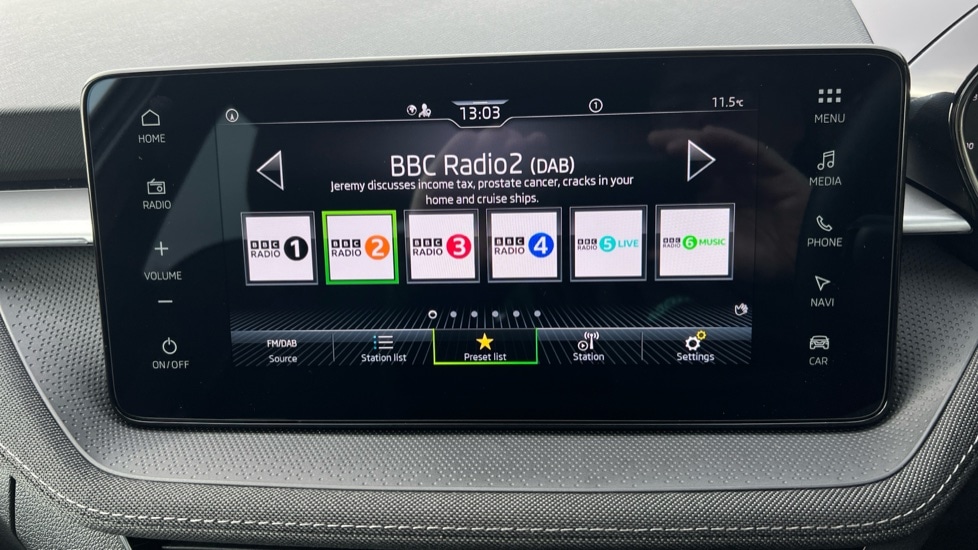 13:03
1
11.5°C
HOME
RADIO
VOLUME
ON/OFF
BBC Radio2 (DAB)
Jeremy discusses income tax, prostate cancer, cracks in your
home and cruise ships.
BBC RADIO 1
BBC RADIO 2
BBC RADIO 3
BBC RADIO 4
BBC RADIO 5 LIVE
BBC RADIO 6 MUSIC
FM/DAB
Source
Station list
Preset list
Station
Settings
MENU
MEDIA
PHONE
NAVI
CAR